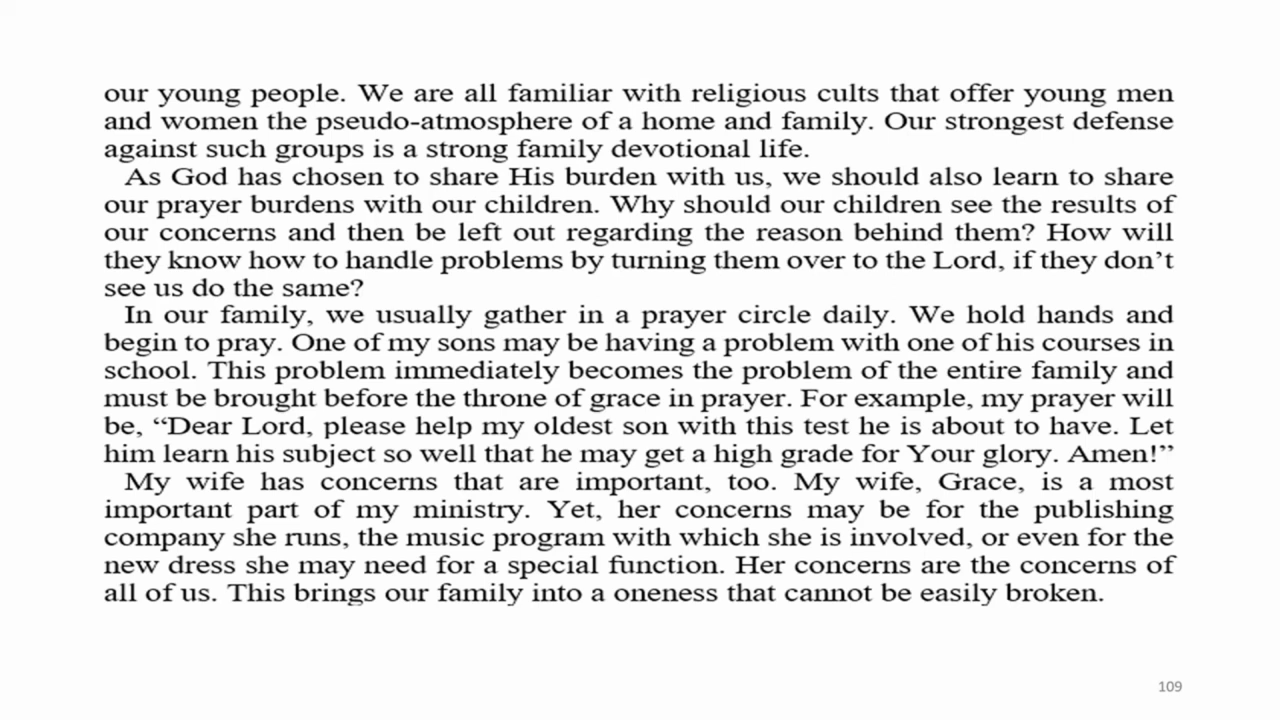 our young people. We are all familiar with religious cults that offer young men
and women the pseudo-atmosphere of a home and family. Our strongest defense
against such groups is a strong family devotional life.
As God has chosen to share His burden with us, we should also learn to share
our prayer burdens with our children. Why should our children see the results of
our concerns and then be left out regarding the reason behind them? How will
they know how to handle problems by turning them over to the Lord, if they don’t
see us do the same?
In our family, we usually gather in a prayer circle daily. We hold hands and
begin to pray. One of my sons may be having a problem with one of his courses in
school. This problem immediately becomes the problem of the entire family and
must be brought before the throne of grace in prayer. For example, my prayer will
be, “Dear Lord, please help my oldest son with this test he is about to have. Let
him learn his subject so well that he may get a high grade for Your glory. Amen!”
My wife has concerns that are important, too. My wife, Grace, is a most
important part of my ministry. Yet, her concerns may be for the publishing
company she runs, the music program with which she is involved, or even for the
new dress she may need for a special function. Her concerns are the concerns of
all of us. This brings our family into a oneness that cannot be easily broken.
109